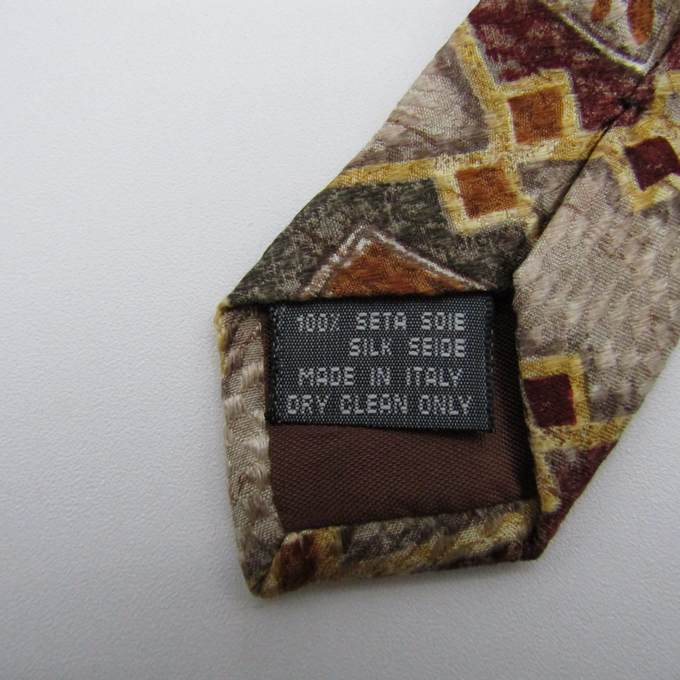 100% SETA SOIE
SILK SEIDE
MADE IN ITALY
DRY CLEAN ONLY